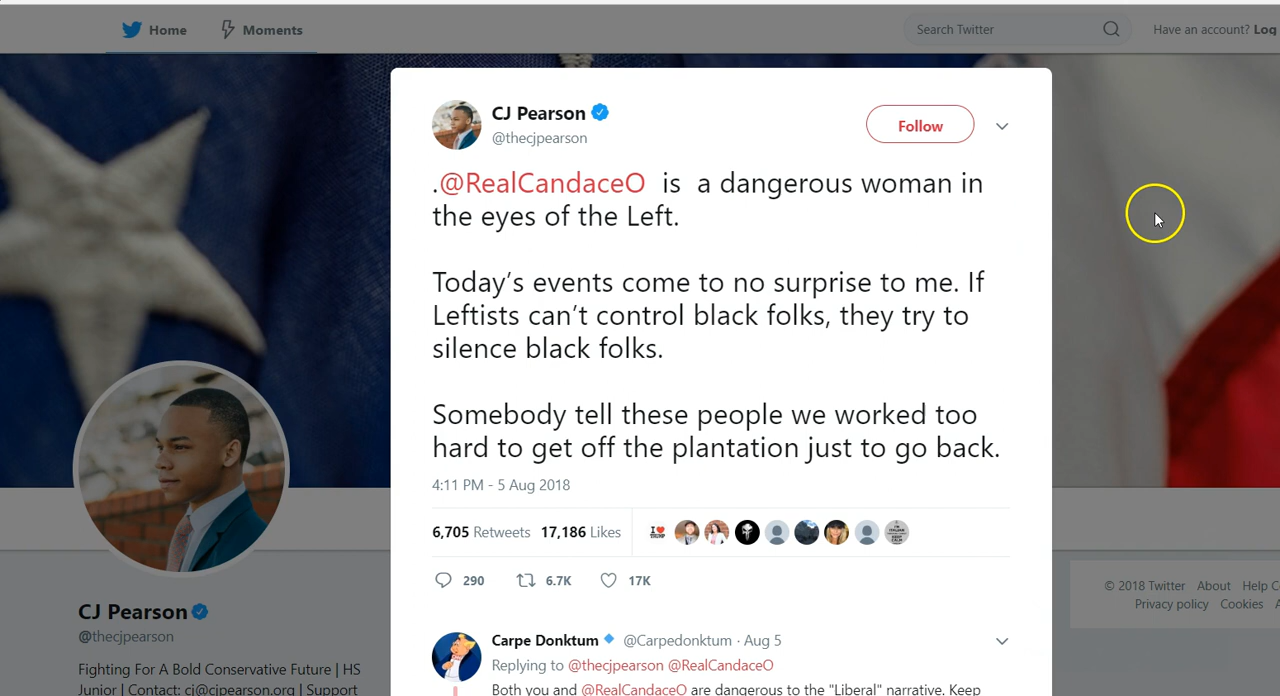 Home
Moments
Search Twitter
Have an account? Log
CJ Pearson
@thecjpearson
Follow
.@RealCandaceO is a dangerous woman in
the eyes of the Left.
Today’s events come to no surprise to me. If
Leftists can’t control black folks, they try to
silence black folks.
Somebody tell these people we worked too
hard to get off the plantation just to go back.
4:11 PM - 5 Aug 2018
6,705 Retweets 17,186 Likes
290 6.7K 17K
Carpe Donktum @Carpedonktum · Aug 5
Replying to @thecjpearson @RealCandaceO
Both you and @RealCandaceO are dangerous to the "Liberal" narrative. Keep
CJ Pearson
@thecjpearson
Fighting For A Bold Conservative Future | HS
Junior | Contact: cj@cjpearson.org | Support
© 2018 Twitter About Help C
Privacy policy Cookies